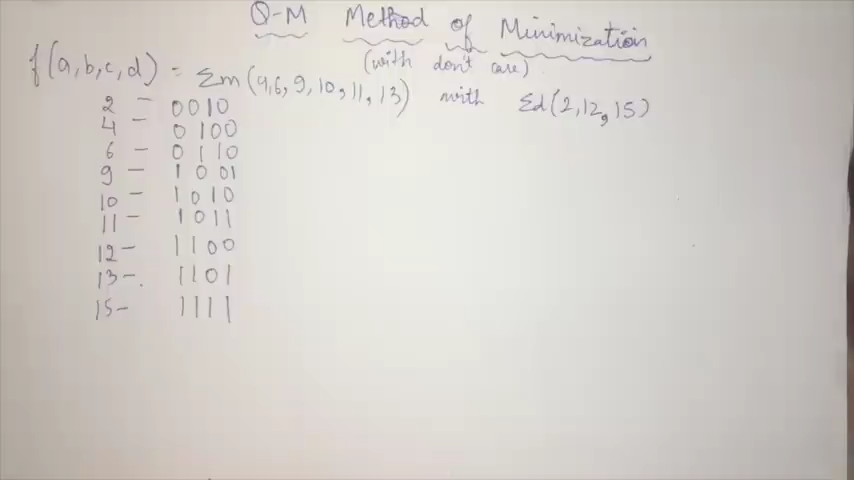 Q-M Method of Minimization
(with don't care)
f(a,b,c,d) = Σm(4,6,9,10,11,13) with Σd(2,12,15)
2 - 0010
4 - 0100
6 - 0110
9 - 1001
10 - 1010
11 - 1011
12 - 1100
13 - 1101
15 - 1111